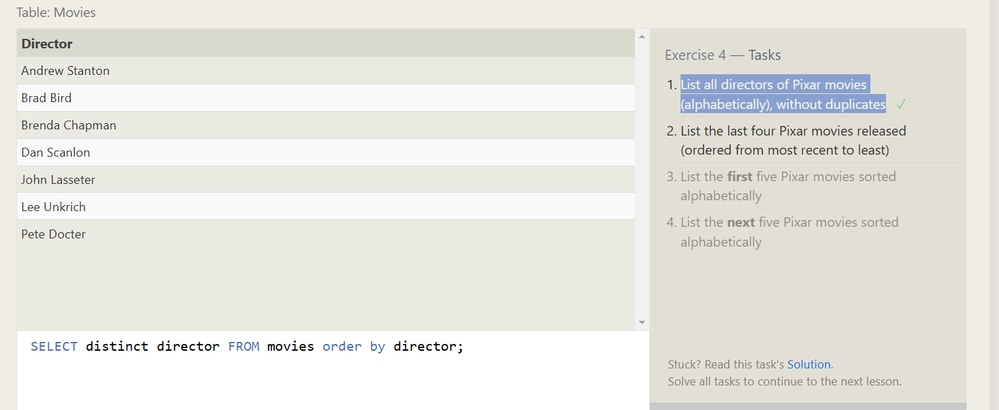 Table: Movies
Director
Andrew Stanton
Brad Bird
Brenda Chapman
Dan Scanlon
John Lasseter
Lee Unkrich
Pete Docter
SELECT distinct director FROM movies order by director;
Exercise 4 — Tasks
1. List all directors of Pixar movies
(alphabetically), without duplicates ✓
2. List the last four Pixar movies released
(ordered from most recent to least)
3. List the first five Pixar movies sorted
alphabetically
4. List the next five Pixar movies sorted
alphabetically
Stuck? Read this task's Solution.
Solve all tasks to continue to the next lesson.